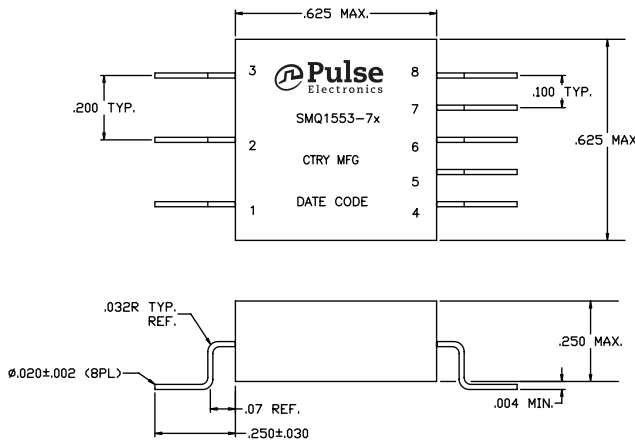 .625 MAX.
3
8
Pulse
Electronics
.200 TYP.
.100 TYP.
7
SMQ1553-7x
2
6
.625 MAX
CTRY MFG
5
DATE CODE
1
4
.032R TYP.
REF.
.250 MAX.
Ø.020±.002 (8PL)
.07 REF.
.004 MIN.
.250±.030